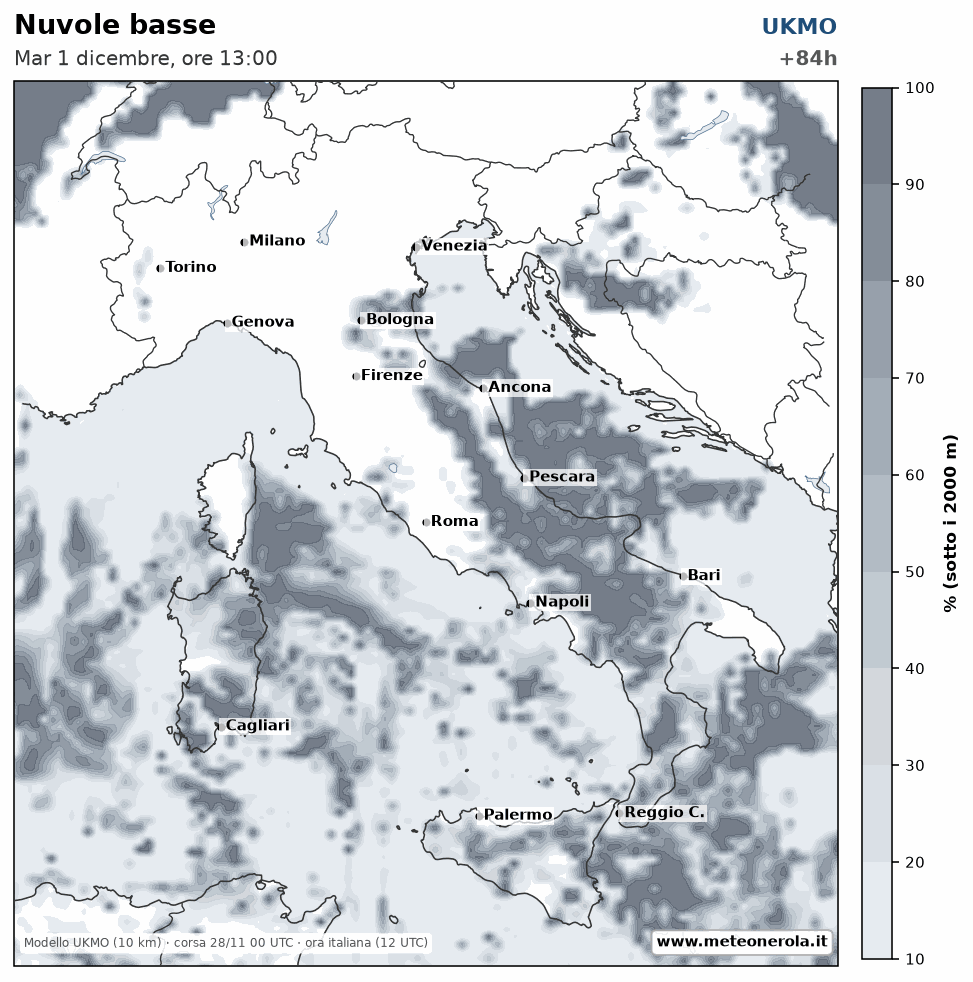 Nuvole basse
UKMO
Mar 1 dicembre, ore 13:00
+84h
100
90
80
70
60
50
40
30
20
10
% (sotto i 2000 m)
Milano
Venezia
Torino
Genova
Bologna
Firenze
Ancona
Pescara
Roma
Bari
Napoli
Cagliari
Palermo
Reggio C.
Modello UKMO (10 km) · corsa 28/11 00 UTC · ora italiana (12 UTC)
www.meteonerola.it